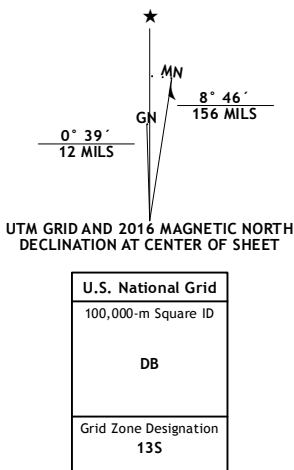 ★
MN
GN
8° 46´
156 MILS
0° 39´
12 MILS
UTM GRID AND 2016 MAGNETIC NORTH
DECLINATION AT CENTER OF SHEET
U.S. National Grid
100,000-m Square ID
DB
Grid Zone Designation
13S